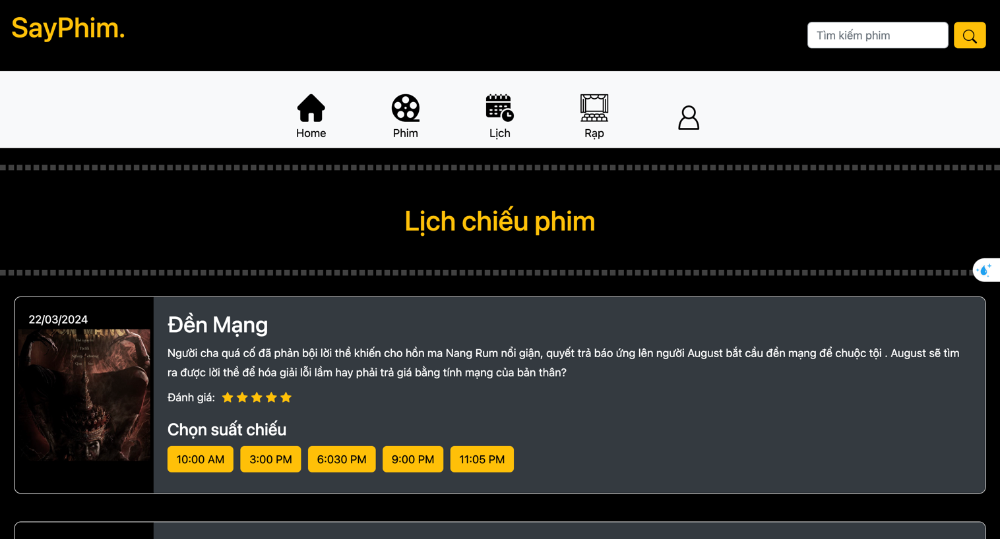 SayPhim.
Tìm kiếm phim
Home
Phim
Lịch
Rạp
Lịch chiếu phim
22/03/2024
Đền Mạng
Người cha quá cố đã phản bội lời thề khiến cho hồn ma Nang Rum nổi giận, quyết trả báo ứng lên người August bắt cầu đền mạng để chuộc tội . August sẽ tìm
ra được lời thề để hóa giải lỗi lầm hay phải trả giá bằng tính mạng của bản thân?
Đánh giá:
Chọn suất chiếu
10:00 AM
3:00 PM
6:030 PM
9:00 PM
11:05 PM